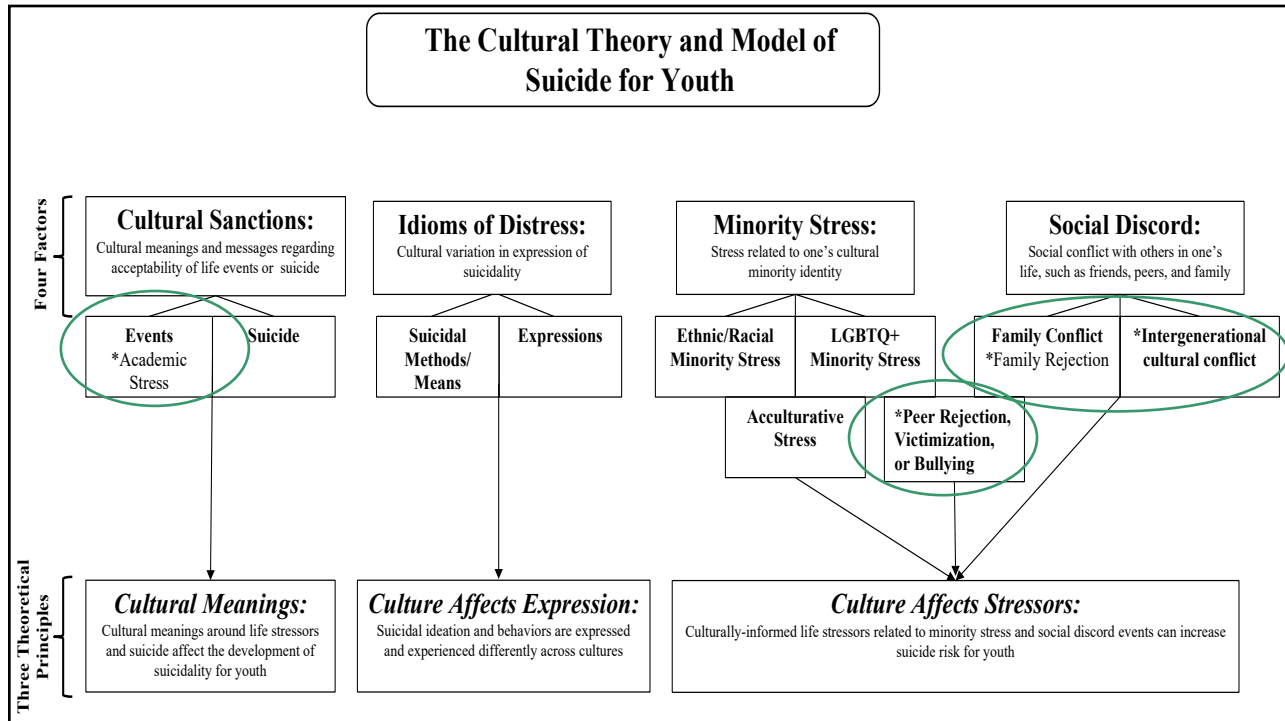 The Cultural Theory and Model of
Suicide for Youth
Four Factors
Cultural Sanctions:
Cultural meanings and messages regarding
acceptability of life events or suicide
Idioms of Distress:
Cultural variation in expression of
suicidality
Minority Stress:
Stress related to one's cultural
minority identity
Social Discord:
Social conflict with others in one's
life, such as friends, peers, and family
Events
*Academic
Stress
Suicide
Suicidal
Methods/
Means
Expressions
Ethnic/Racial
Minority Stress
LGBTQ+
Minority Stress
Acculturative
Stress
*Peer Rejection,
Victimization,
or Bullying
Family Conflict
*Family Rejection
*Intergenerational
cultural conflict
Three Theoretical
Principles
Cultural Meanings:
Cultural meanings around life stressors
and suicide affect the development of
suicidality for youth
Culture Affects Expression:
Suicidal ideation and behaviors are expressed
and experienced differently across cultures
Culture Affects Stressors:
Culturally-informed life stressors related to minority stress and social discord events can increase
suicide risk for youth